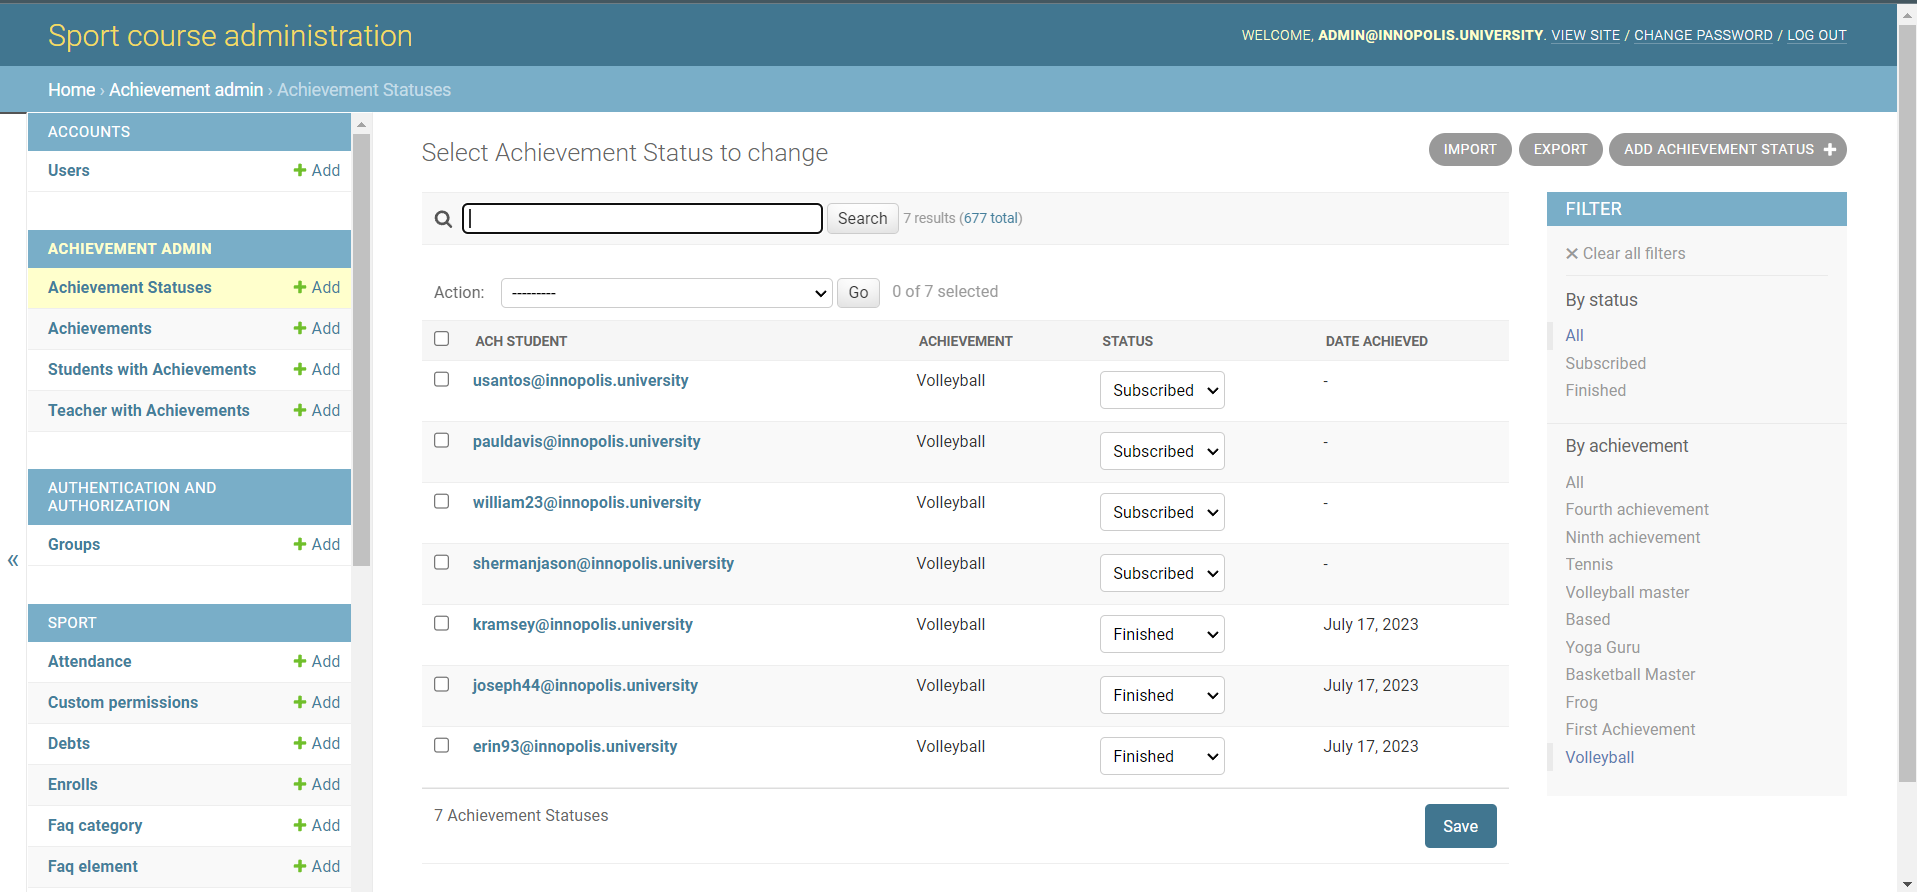 Sport course administration
WELCOME, ADMIN@INNOPOLIS.UNIVERSITY. VIEW SITE / CHANGE PASSWORD / LOG OUT
Home › Achievement admin › Achievement Statuses
ACCOUNTS
Users Add
ACHIEVEMENT ADMIN
Achievement Statuses Add
Achievements Add
Students with Achievements Add
Teacher with Achievements Add
AUTHENTICATION AND
AUTHORIZATION
Groups Add
«
SPORT
Attendance Add
Custom permissions Add
Debts Add
Enrolls Add
Faq category Add
Faq element Add
Select Achievement Status to change
IMPORT EXPORT ADD ACHIEVEMENT STATUS
Search 7 results (677 total)
Action: --------- Go 0 of 7 selected
ACH STUDENT ACHIEVEMENT STATUS DATE ACHIEVED
usantos@innopolis.university Volleyball Subscribed -
pauldavis@innopolis.university Volleyball Subscribed -
william23@innopolis.university Volleyball Subscribed -
shermanjason@innopolis.university Volleyball Subscribed -
kramsey@innopolis.university Volleyball Finished July 17, 2023
joseph44@innopolis.university Volleyball Finished July 17, 2023
erin93@innopolis.university Volleyball Finished July 17, 2023
7 Achievement Statuses
Save
FILTER
Clear all filters
By status
All
Subscribed
Finished
By achievement
All
Fourth achievement
Ninth achievement
Tennis
Volleyball master
Based
Yoga Guru
Basketball Master
Frog
First Achievement
Volleyball